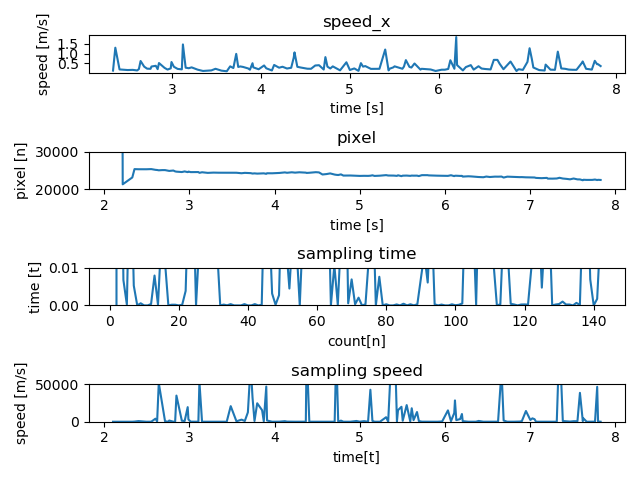 speed_x
speed [m/s]
1.5
1.0
0.5
3 4 5 6 7 8
time [s]
pixel
pixel [n]
30000
20000
2 3 4 5 6 7 8
time [s]
sampling time
time [t]
0.01
0.00
0 20 40 60 80 100 120 140
count[n]
sampling speed
speed [m/s]
50000
0
2 3 4 5 6 7 8
time[t]